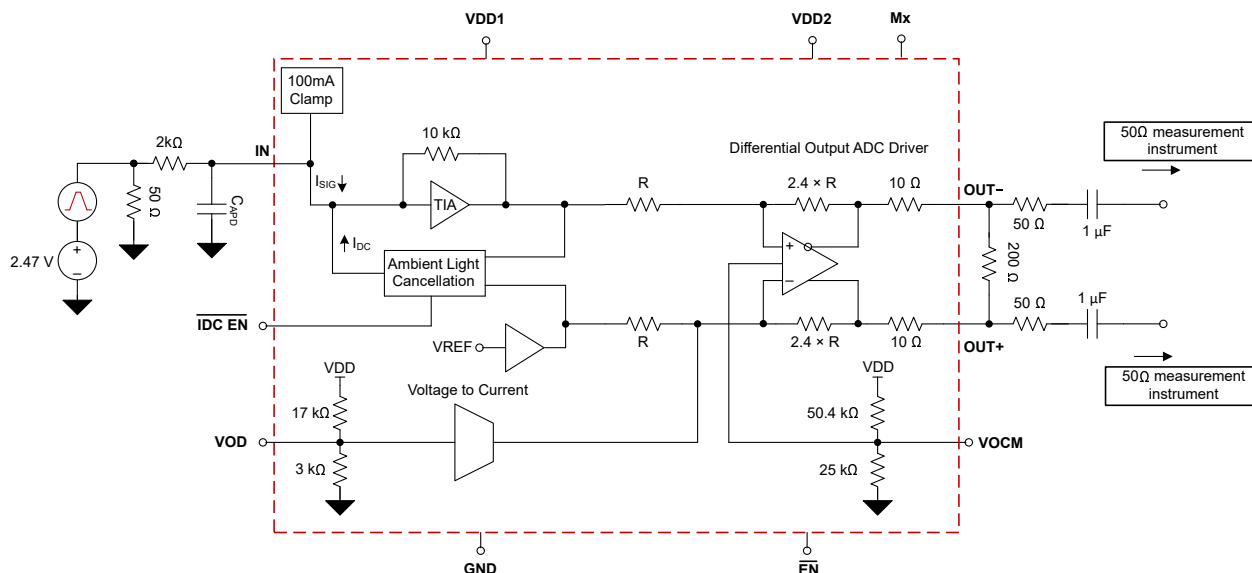 VDD1
VDD2
Mx
100mA
Clamp
50Ω measurement
instrument
2kΩ
IN
10 kΩ
Differential Output ADC Driver
ISIG
R
2.4 × R
10 Ω
OUT−
50 Ω
CAPD
TIA
50 Ω
1 µF
+
−
2.47 V
IDC
+
−
200 Ω
Ambient Light
Cancellation
50 Ω
1 µF
IDC EN
VREF
R
2.4 × R
10 Ω
OUT+
VDD
Voltage to Current
VDD
50Ω measurement
instrument
17 kΩ
50.4 kΩ
VOD
VOCM
3 kΩ
25 kΩ
GND
EN